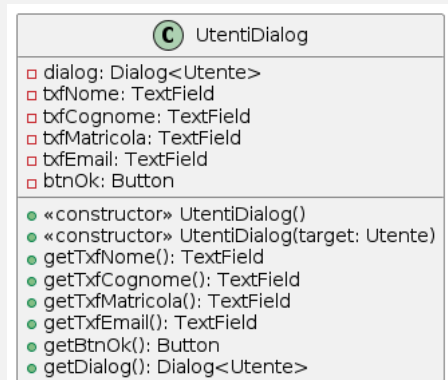 C UtentiDialog
dialog: Dialog<Utente>
txfNome: TextField
txfCognome: TextField
txfMatricola: TextField
txfEmail: TextField
btnOk: Button
«constructor» UtentiDialog()
«constructor» UtentiDialog(target: Utente)
getTxfNome(): TextField
getTxfCognome(): TextField
getTxfMatricola(): TextField
getTxfEmail(): TextField
getBtnOk(): Button
getDialog(): Dialog<Utente>